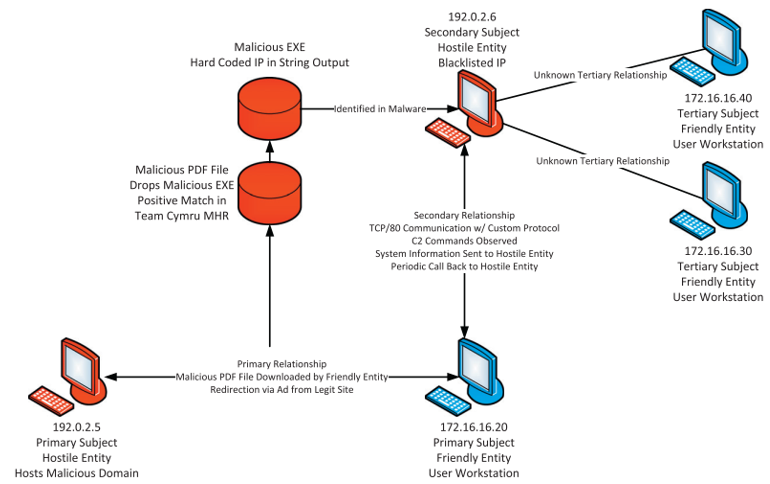 192.0.2.6
Secondary Subject
Hostile Entity
Blacklisted IP
Malicious EXE
Hard Coded IP in String Output
Unknown Tertiary Relationship
172.16.16.40
Tertiary Subject
Friendly Entity
User Workstation
Identified in Malware
Unknown Tertiary Relationship
Malicious PDF File
Drops Malicious EXE
Positive Match in
Team Cymru MHR
Secondary Relationship
TCP/80 Communication w/ Custom Protocol
C2 Commands Observed
System Information Sent to Hostile Entity
Periodic Call Back to Hostile Entity
172.16.16.30
Tertiary Subject
Friendly Entity
User Workstation
Primary Relationship
Malicious PDF File Downloaded by Friendly Entity
Redirection via Ad from Legit Site
192.0.2.5
Primary Subject
Hostile Entity
Hosts Malicious Domain
172.16.16.20
Primary Subject
Friendly Entity
User Workstation